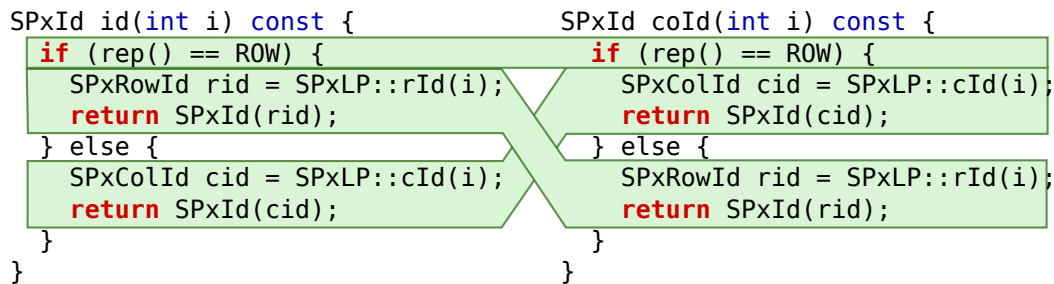 SPxId id(int i) const {
  if (rep() == ROW) {
    SPxRowId rid = SPxLP::rId(i);
    return SPxId(rid);
  } else {
    SPxColId cid = SPxLP::cId(i);
    return SPxId(cid);
  }
}
SPxId coId(int i) const {
  if (rep() == ROW) {
    SPxColId cid = SPxLP::cId(i);
    return SPxId(cid);
  } else {
    SPxRowId rid = SPxLP::rId(i);
    return SPxId(rid);
  }
}